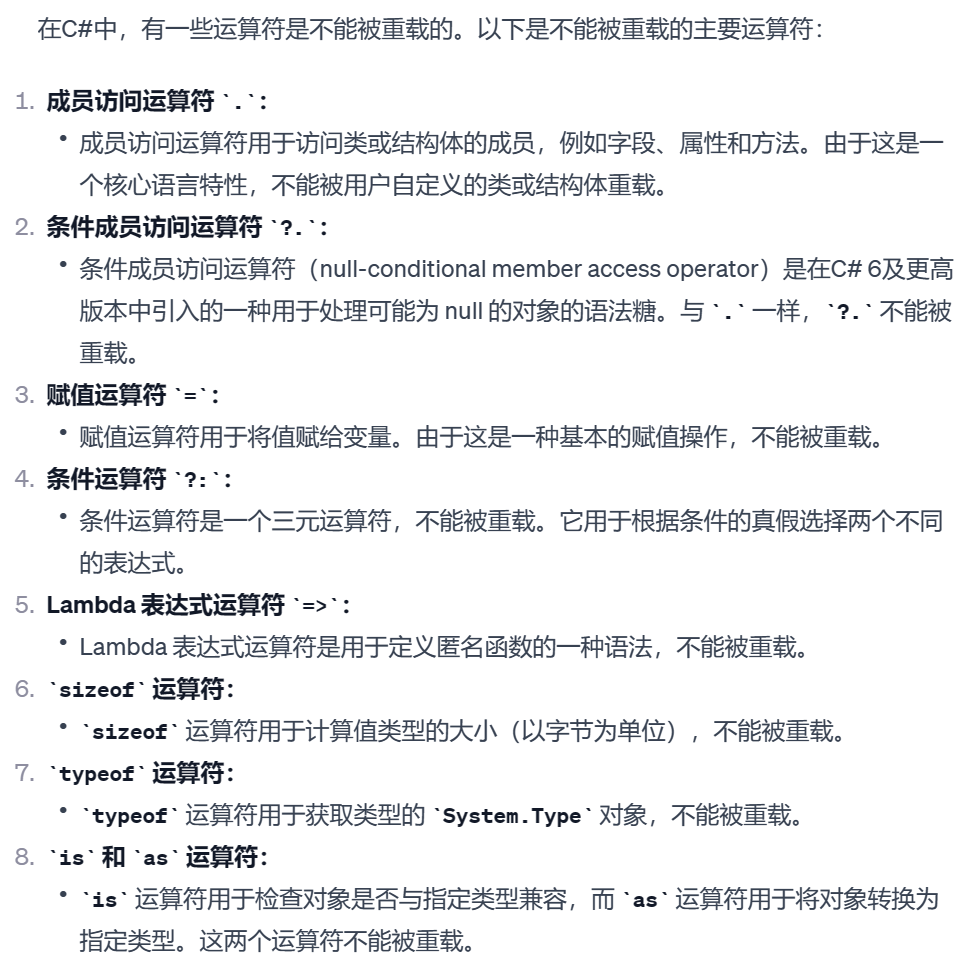 在C#中，有一些运算符是不能被重载的。以下是不能被重载的主要运算符：
1. 成员访问运算符 `.`：
• 成员访问运算符用于访问类或结构体的成员，例如字段、属性和方法。由于这是一
个核心语言特性，不能被用户自定义的类或结构体重载。
2. 条件成员访问运算符 `?.`：
• 条件成员访问运算符（null-conditional member access operator）是在C# 6及更高
版本中引入的一种用于处理可能为 null 的对象的语法糖。与 `.` 一样，`?.` 不能被
重载。
3. 赋值运算符 `=`：
• 赋值运算符用于将值赋给变量。由于这是一种基本的赋值操作，不能被重载。
4. 条件运算符 `?:`：
• 条件运算符是一个三元运算符，不能被重载。它用于根据条件的真假选择两个不同
的表达式。
5. Lambda 表达式运算符 `=>`：
• Lambda 表达式运算符是用于定义匿名函数的一种语法，不能被重载。
6. `sizeof` 运算符：
• `sizeof` 运算符用于计算值类型的大小（以字节为单位），不能被重载。
7. `typeof` 运算符：
• `typeof` 运算符用于获取类型的 `System.Type` 对象，不能被重载。
8. `is` 和 `as` 运算符：
• `is` 运算符用于检查对象是否与指定类型兼容，而 `as` 运算符用于将对象转换为
指定类型。这两个运算符不能被重载。